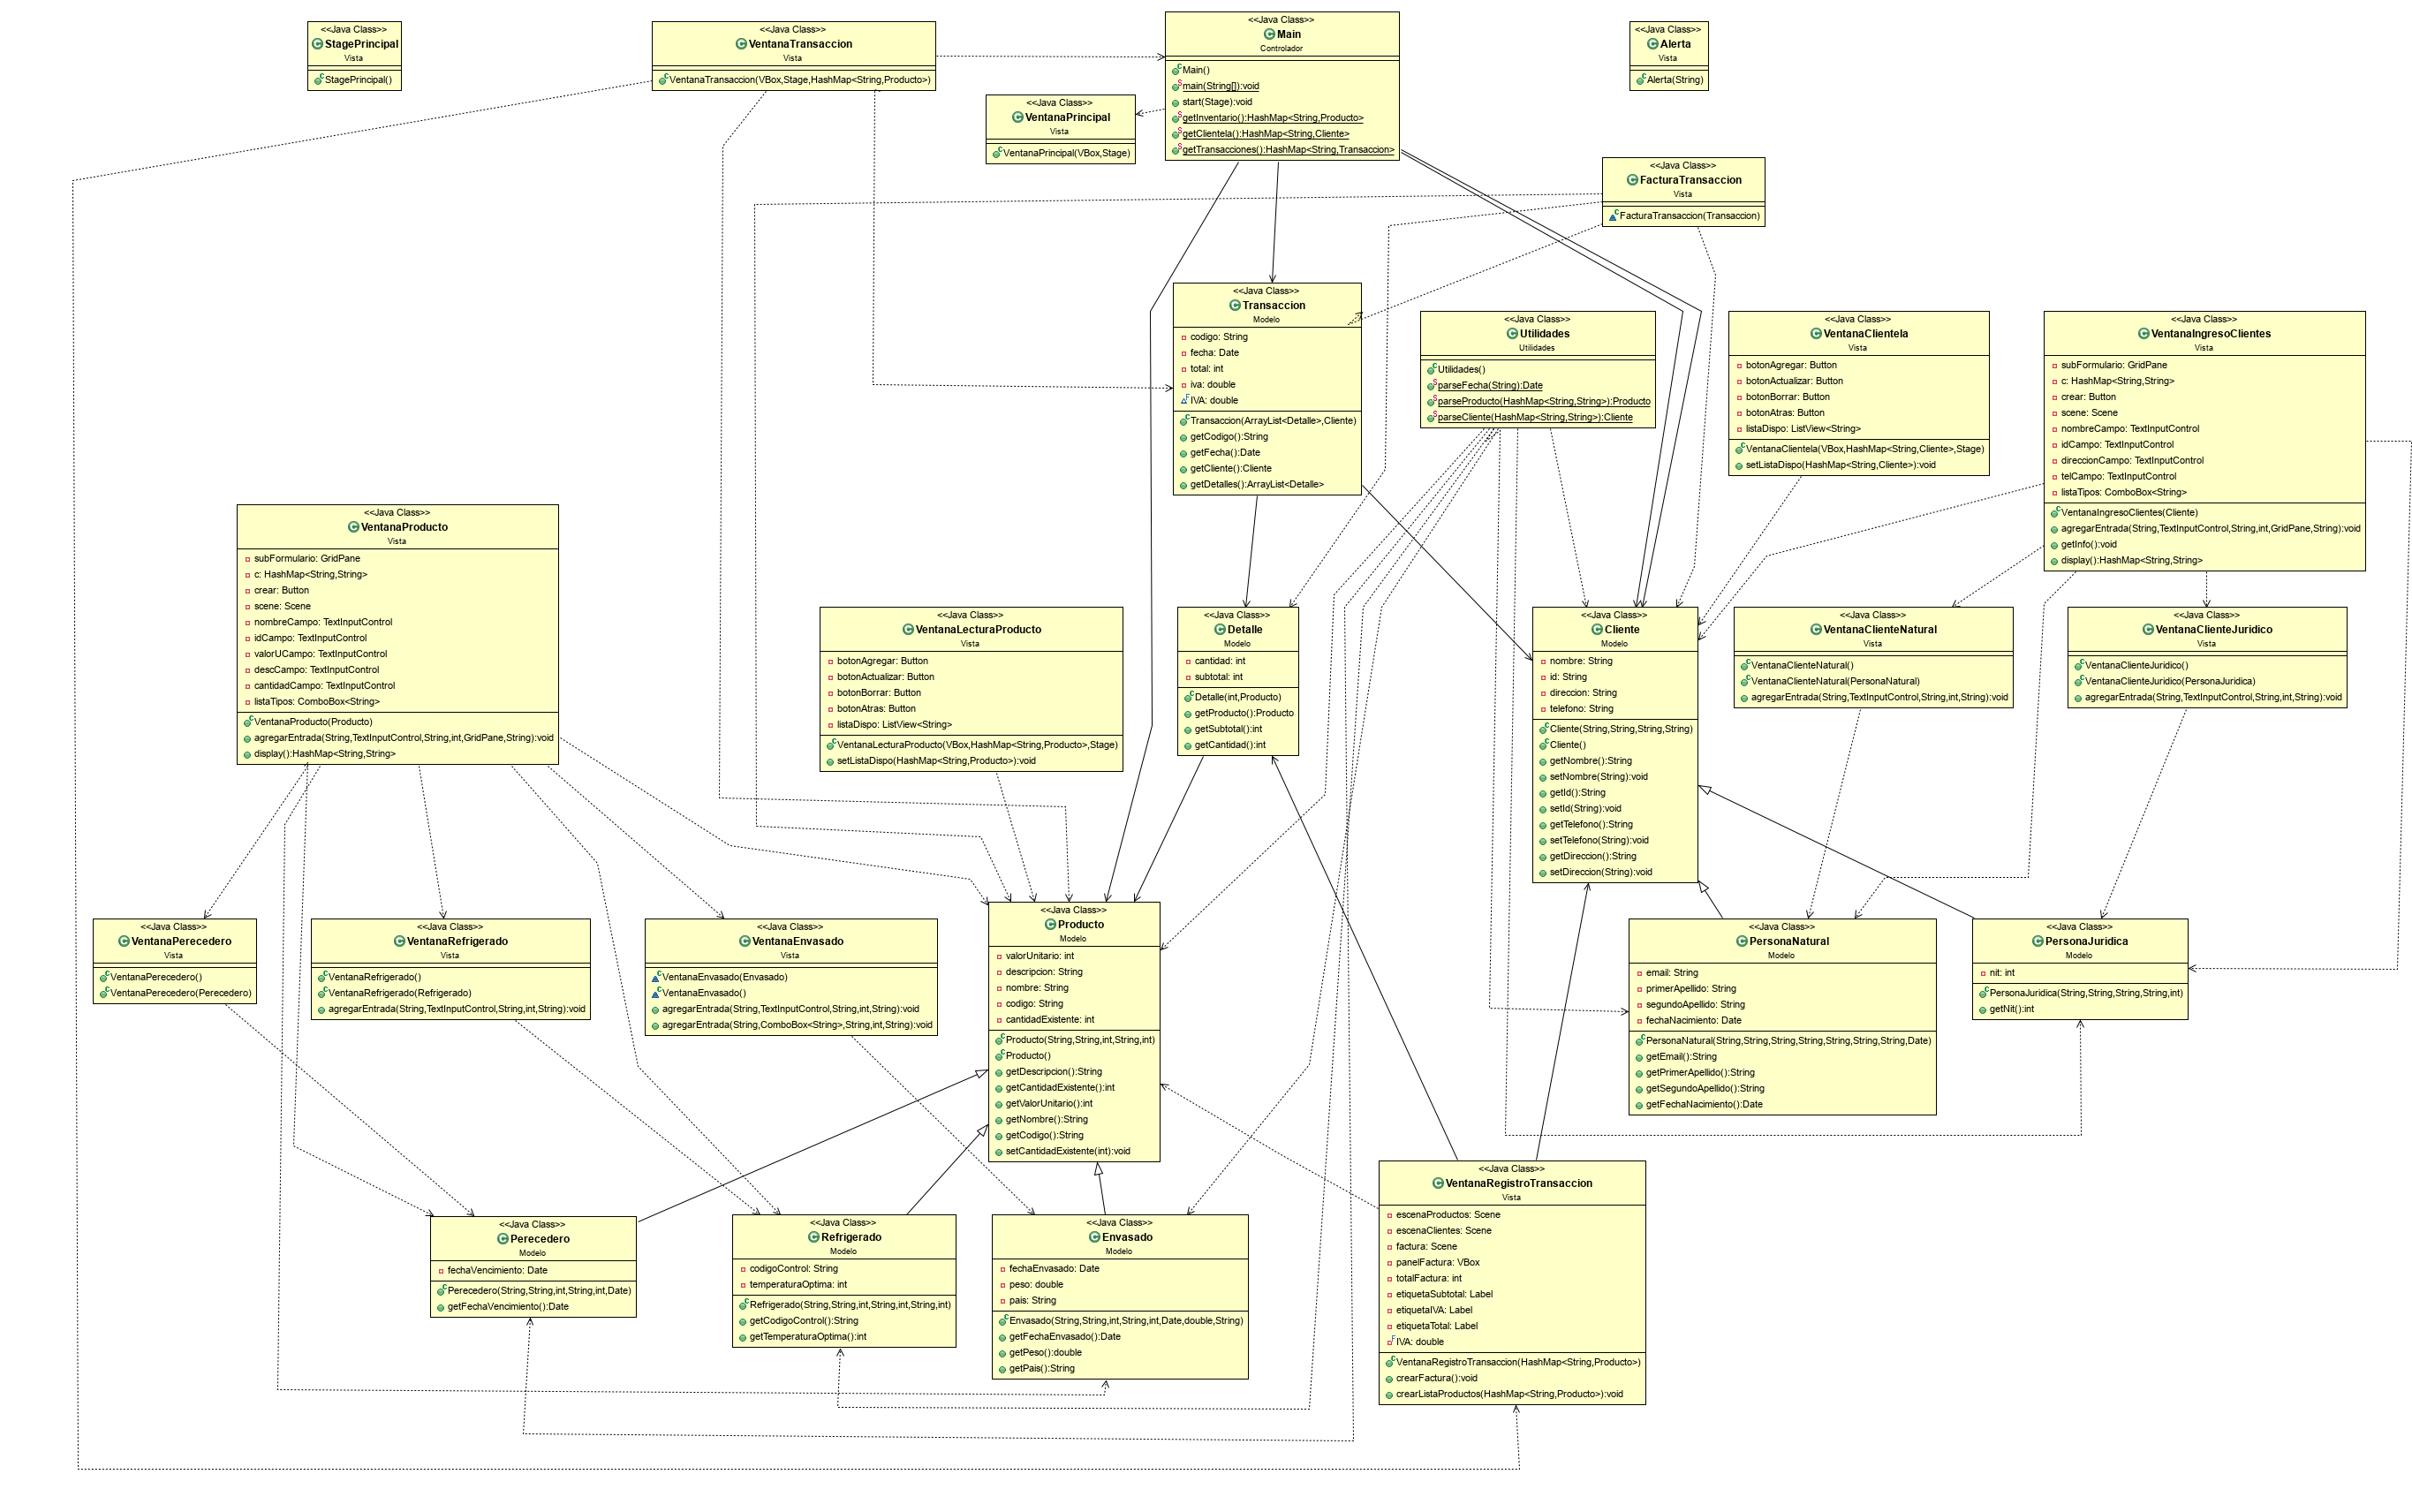 <<Java Class>>
StagePrincipal
Vista
StagePrincipal()
<<Java Class>>
VentanaTransaccion
Vista
VentanaTransaccion(VBox,Stage,HashMap<String,Producto>)
<<Java Class>>
Main
Controlador
Main()
main(String[]):void
start(Stage):void
getInventario():HashMap<String,Producto>
getClientela():HashMap<String,Cliente>
getTransacciones():HashMap<String,Transaccion>
<<Java Class>>
Alerta
Vista
Alerta(String)
<<Java Class>>
VentanaPrincipal
Vista
VentanaPrincipal(VBox,Stage)
<<Java Class>>
FacturaTransaccion
Vista
FacturaTransaccion(Transaccion)
<<Java Class>>
Transaccion
Modelo
codigo: String
fecha: Date
total: int
iva: double
IVA: double
Transaccion(ArrayList<Detalle>,Cliente)
getCodigo():String
getFecha():Date
getCliente():Cliente
getDetalles():ArrayList<Detalle>
<<Java Class>>
Utilidades
Utilidades
Utilidades()
parseFecha(String):Date
parseProducto(HashMap<String,String>):Producto
parseCliente(HashMap<String,String>):Cliente
<<Java Class>>
VentanaClientela
Vista
botonAgregar: Button
botonActualizar: Button
botonBorrar: Button
botonAtras: Button
listaDispo: ListView<String>
VentanaClientela(VBox,HashMap<String,Cliente>,Stage)
setListaDispo(HashMap<String,Cliente>):void
<<Java Class>>
VentanaIngresoClientes
Vista
subFormulario: GridPane
c: HashMap<String,String>
crear: Button
scene: Scene
nombreCampo: TextInputControl
idCampo: TextInputControl
direccionCampo: TextInputControl
telCampo: TextInputControl
listaTipos: ComboBox<String>
VentanaIngresoClientes(Cliente)
agregarEntrada(String,TextInputControl,String,int,GridPane,String):void
getInfo():void
display():HashMap<String,String>
<<Java Class>>
VentanaProducto
Vista
subFormulario: GridPane
c: HashMap<String,String>
crear: Button
scene: Scene
nombreCampo: TextInputControl
idCampo: TextInputControl
valorUCampo: TextInputControl
descCampo: TextInputControl
cantidadCampo: TextInputControl
listaTipos: ComboBox<String>
VentanaProducto(Producto)
agregarEntrada(String,TextInputControl,String,int,GridPane,String):void
display():HashMap<String,String>
<<Java Class>>
VentanaLecturaProducto
Vista
botonAgregar: Button
botonActualizar: Button
botonBorrar: Button
botonAtras: Button
listaDispo: ListView<String>
VentanaLecturaProducto(VBox,HashMap<String,Producto>,Stage)
setListaDispo(HashMap<String,Producto>):void
<<Java Class>>
Detalle
Modelo
cantidad: int
subtotal: int
Detalle(int,Producto)
getProducto():Producto
getSubtotal():int
getCantidad():int
<<Java Class>>
Cliente
Modelo
nombre: String
id: String
direccion: String
telefono: String
Cliente(String,String,String,String)
Cliente()
getNombre():String
setNombre(String):void
getId():String
setId(String):void
getTelefono():String
setTelefono(String):void
getDireccion():String
setDireccion(String):void
<<Java Class>>
VentanaClienteNatural
Vista
VentanaClienteNatural()
VentanaClienteNatural(PersonaNatural)
agregarEntrada(String,TextInputControl,String,int,String):void
<<Java Class>>
VentanaClienteJuridico
Vista
VentanaClienteJuridico()
VentanaClienteJuridico(PersonaJuridica)
agregarEntrada(String,TextInputControl,String,int,String):void
<<Java Class>>
VentanaPerecedero
Vista
VentanaPerecedero()
VentanaPerecedero(Perecedero)
<<Java Class>>
VentanaRefrigerado
Vista
VentanaRefrigerado()
VentanaRefrigerado(Refrigerado)
agregarEntrada(String,TextInputControl,String,int,String):void
<<Java Class>>
VentanaEnvasado
Vista
VentanaEnvasado(Envasado)
VentanaEnvasado()
agregarEntrada(String,TextInputControl,String,int,String):void
agregarEntrada(String,ComboBox<String>,String,int,String):void
<<Java Class>>
Producto
Modelo
valorUnitario: int
descripcion: String
nombre: String
codigo: String
cantidadExistente: int
Producto(String,String,int,String,int)
Producto()
getDescripcion():String
getCantidadExistente():int
getValorUnitario():int
getNombre():String
getCodigo():String
setCantidadExistente(int):void
<<Java Class>>
PersonaNatural
Modelo
email: String
primerApellido: String
segundoApellido: String
fechaNacimiento: Date
PersonaNatural(String,String,String,String,String,String,String,Date)
getEmail():String
getPrimerApellido():String
getSegundoApellido():String
getFechaNacimiento():Date
<<Java Class>>
PersonaJuridica
Modelo
nit: int
PersonaJuridica(String,String,String,String,int)
getNit():int
<<Java Class>>
Perecedero
Modelo
fechaVencimiento: Date
Perecedero(String,String,int,String,int,Date)
getFechaVencimiento():Date
<<Java Class>>
Refrigerado
Modelo
codigoControl: String
temperaturaOptima: int
Refrigerado(String,String,int,String,int,String,int)
getCodigoControl():String
getTemperaturaOptima():int
<<Java Class>>
Envasado
Modelo
fechaEnvasado: Date
peso: double
pais: String
Envasado(String,String,int,String,int,Date,double,String)
getFechaEnvasado():Date
getPeso():double
getPais():String
<<Java Class>>
VentanaRegistroTransaccion
Vista
escenaProductos: Scene
escenaClientes: Scene
factura: Scene
panelFactura: VBox
totalFactura: int
etiquetaSubtotal: Label
etiquetaIVA: Label
etiquetaTotal: Label
IVA: double
VentanaRegistroTransaccion(HashMap<String,Producto>)
crearFactura():void
crearListaProductos(HashMap<String,Producto>):void